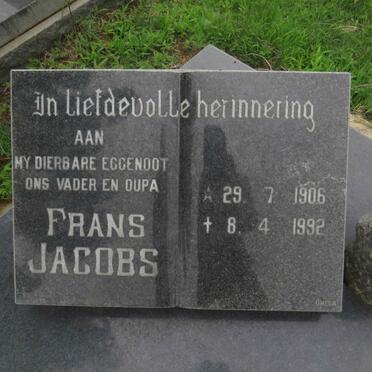 In liefdevolle herinnering
AAN
MY DIERBARE EGGENOOT
ONS VADER EN OUPA
FRANS
JACOBS
29. 7. 1906
† 8. 4. 1992